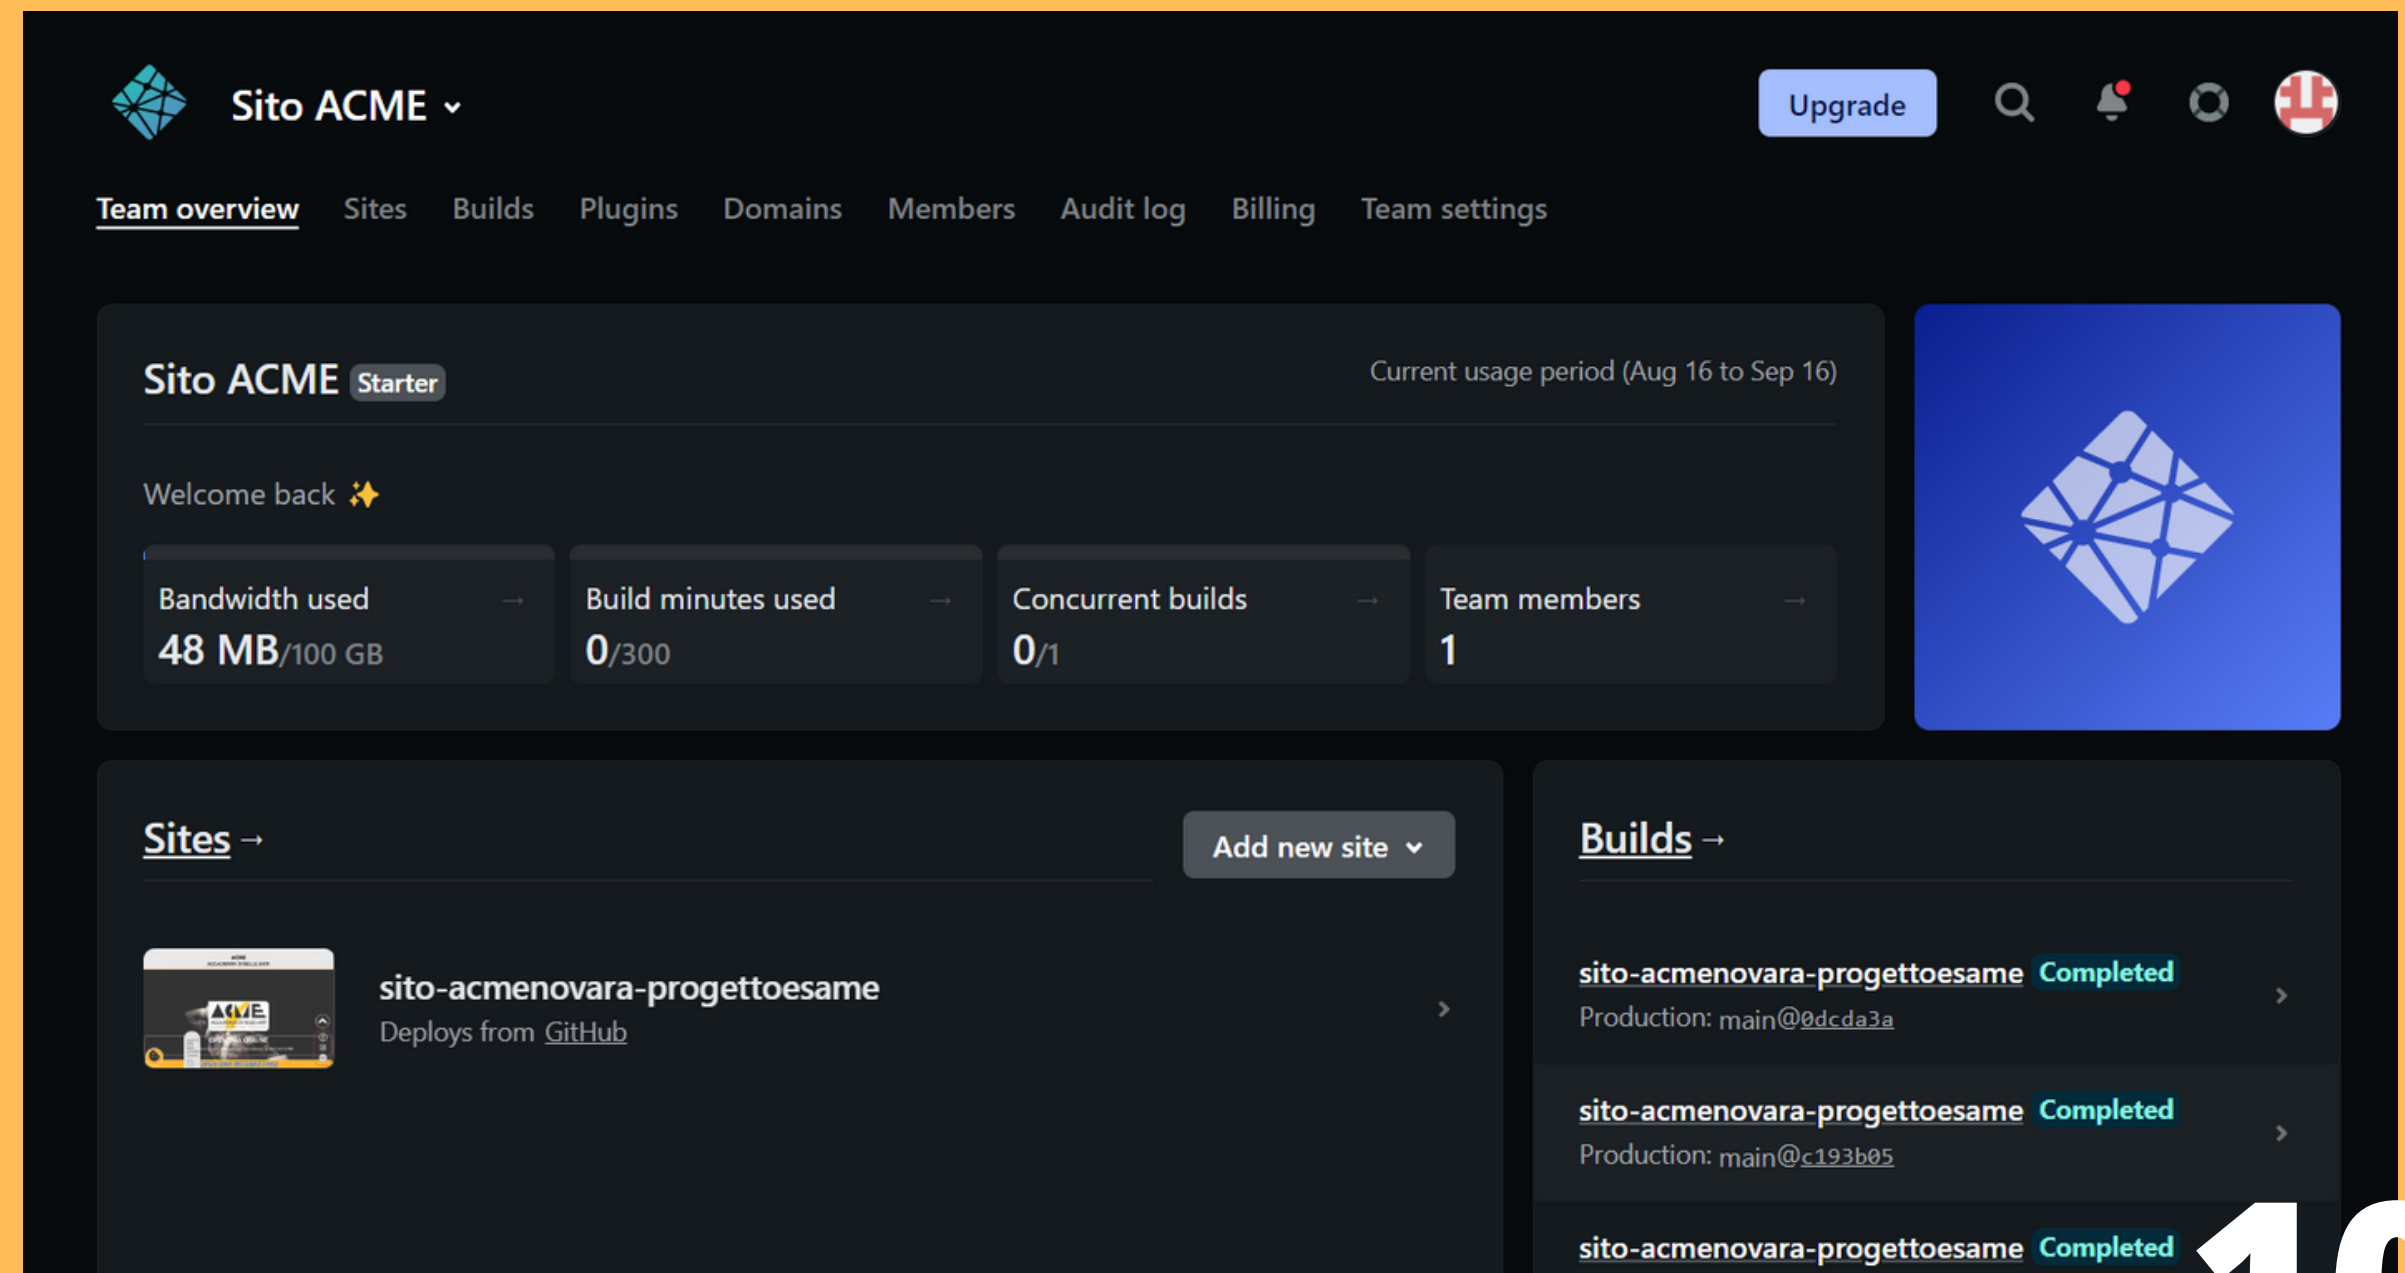 Sito ACME
Upgrade
Team overview Sites Builds Plugins Domains Members Audit log Billing Team settings
Sito ACME Starter
Current usage period (Aug 16 to Sep 16)
Welcome back ✨
Bandwidth used →
48 MB/100 GB
Build minutes used →
0/300
Concurrent builds →
0/1
Team members →
1
Sites →
Add new site
ACME
sito-acmenovara-progettoesame
Deploys from GitHub
Builds →
sito-acmenovara-progettoesame Completed
Production: main@0dcda3a
sito-acmenovara-progettoesame Completed
Production: main@c193b05
sito-acmenovara-progettoesame Completed